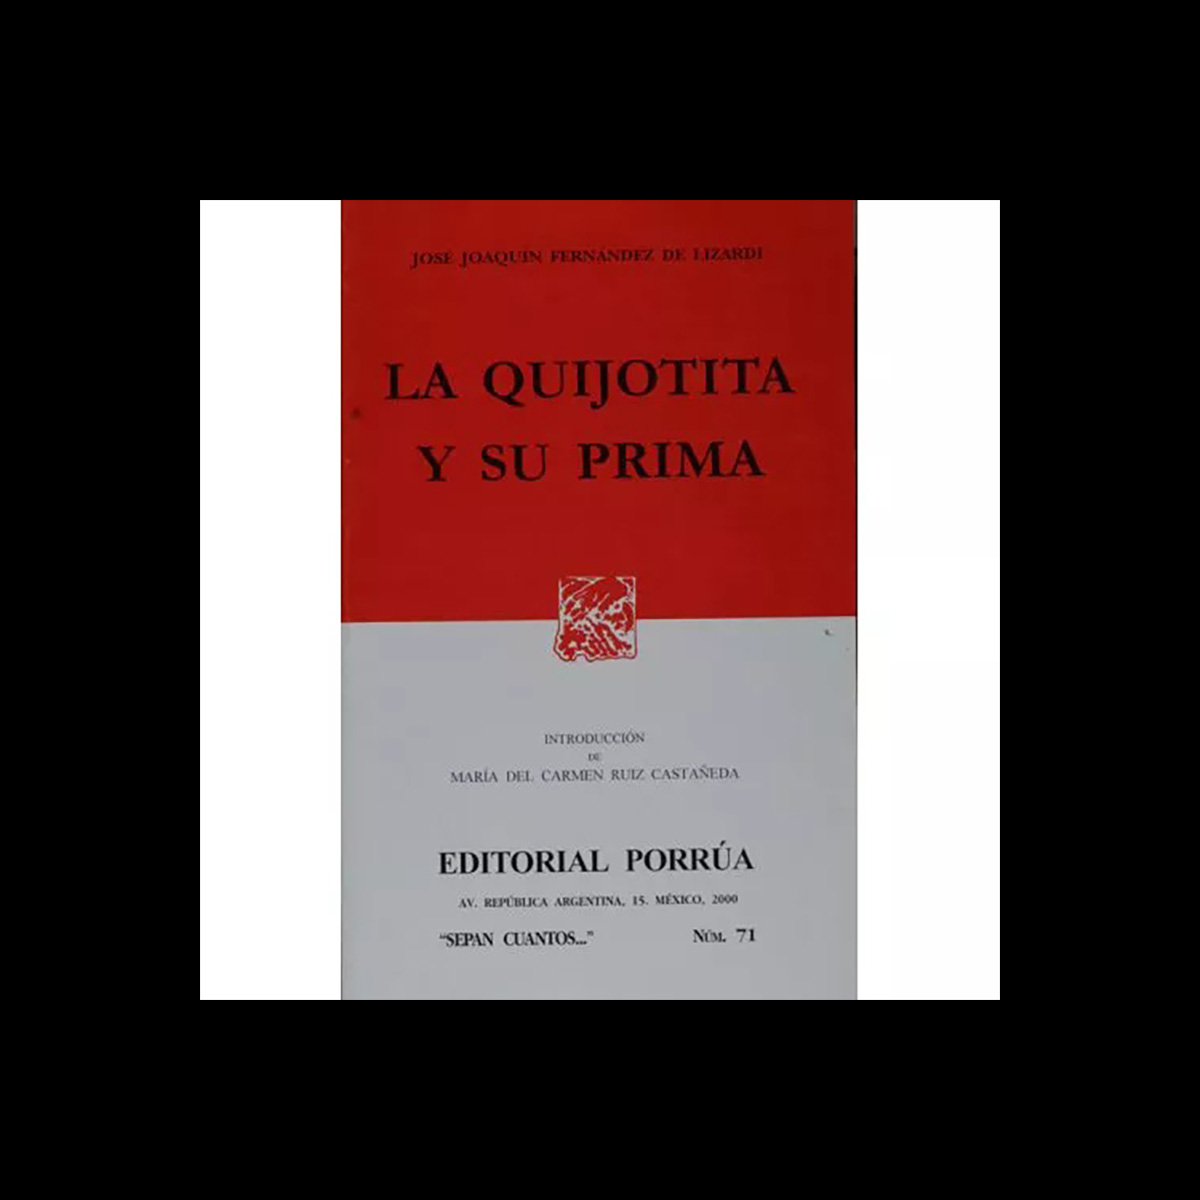 JOSÉ JOAQUÍN FERNÁNDEZ DE LIZARDI
LA QUIJOTITA
Y SU PRIMA
INTRODUCCIÓN
DE
MARÍA DEL CARMEN RUIZ CASTAÑEDA
EDITORIAL PORRÚA
AV. REPÚBLICA ARGENTINA, 15. MÉXICO, 2000
“SEPAN CUANTOS...” NÚM. 71